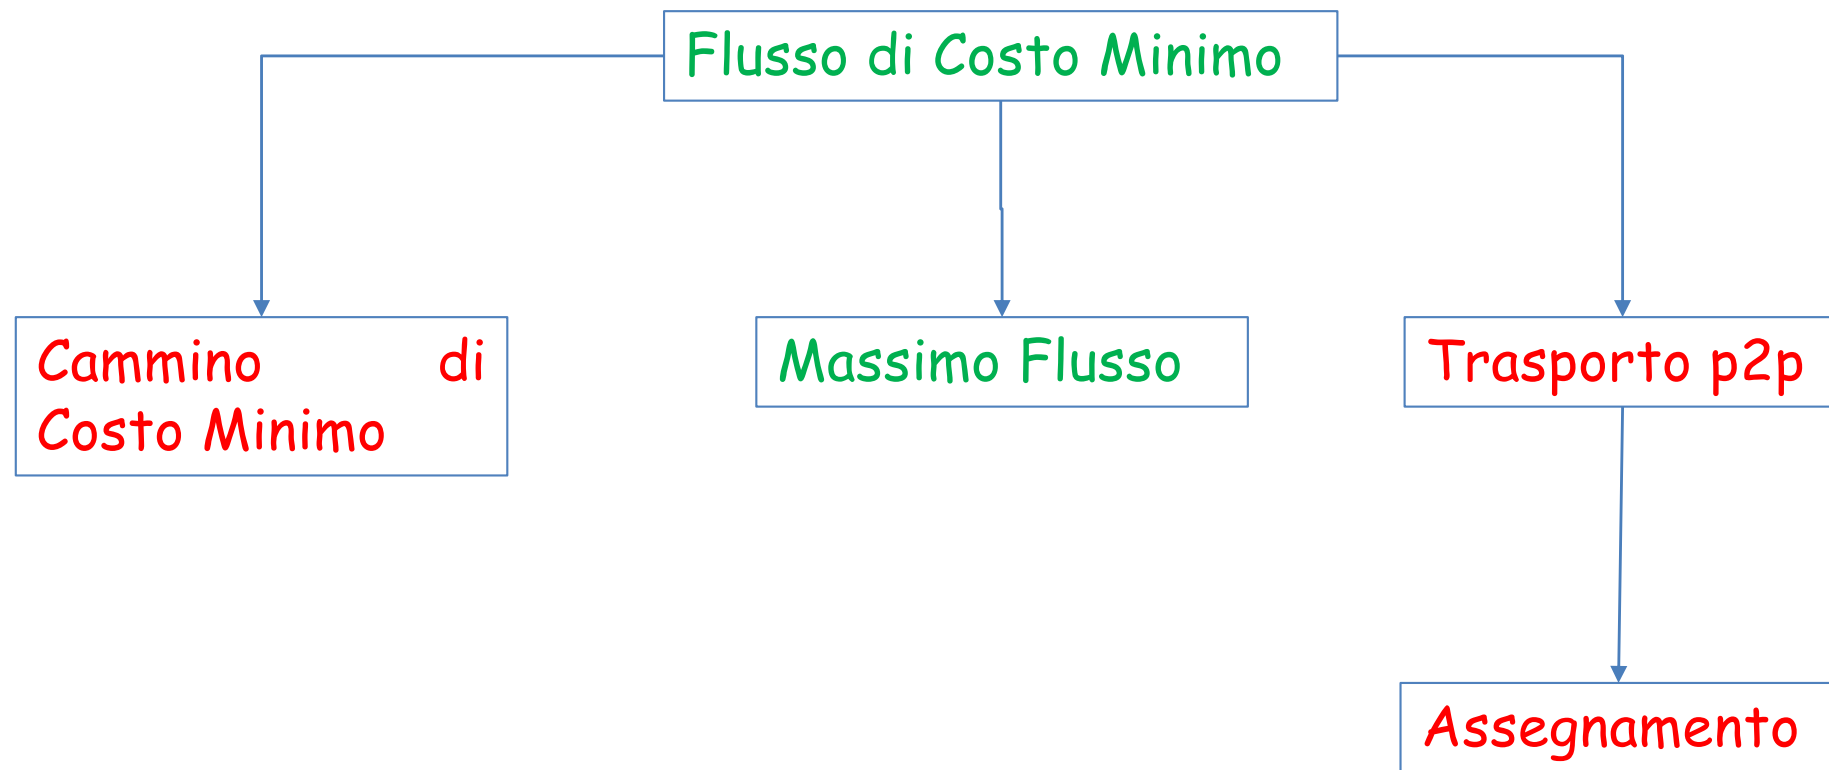 Flusso di Costo Minimo
Cammino di
Costo Minimo
Massimo Flusso
Trasporto p2p
Assegnamento